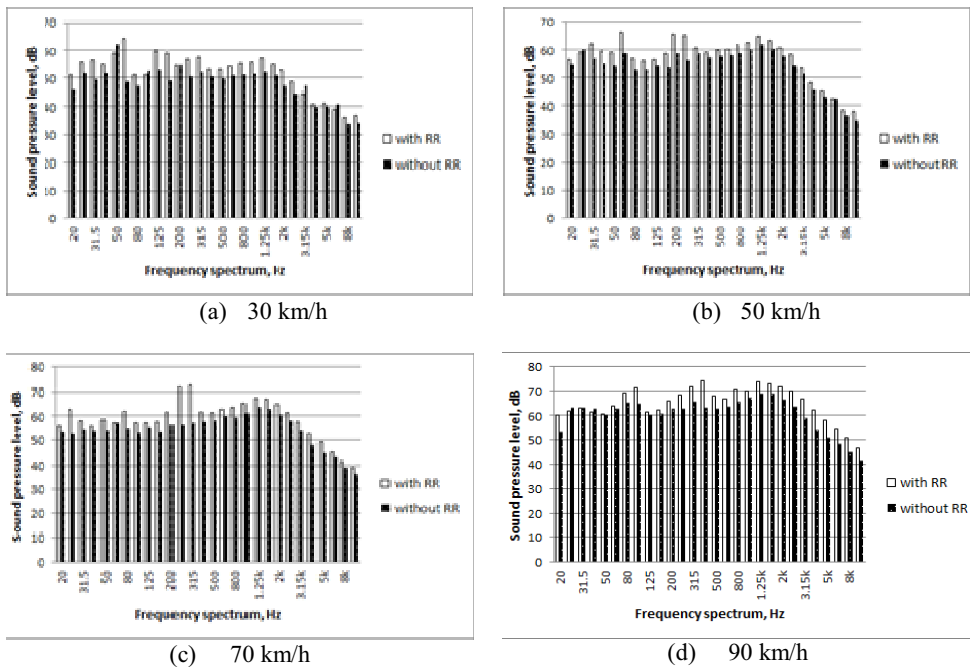 Sound pressure level, dB
70
60
50
40
30
20
10
0
20
31.5
50
80
125
200
315
500
800
1.25k
2k
3.15k
5k
8k
Frequency spectrum, Hz
with RR
without RR
(a) 30 km/h
Sound pressure level, dB
70
60
50
40
30
20
10
0
20
31.5
50
80
125
200
315
500
800
1.25k
2k
3.15k
5k
8k
Frequency spectrum, Hz
with RR
without RR
(b) 50 km/h
Sound pressure level, dB
80
70
60
50
40
30
20
10
0
20
31.5
50
80
125
200
315
500
800
1.25k
2k
3.15k
5k
8k
Frequency spectrum, Hz
with RR
without RR
(c) 70 km/h
Sound pressure level, dB
80
70
60
50
40
30
20
10
0
20
31.5
50
80
125
200
315
500
800
1.25k
2k
3.15k
5k
8k
Frequency spectrum, Hz
with RR
without RR
(d) 90 km/h